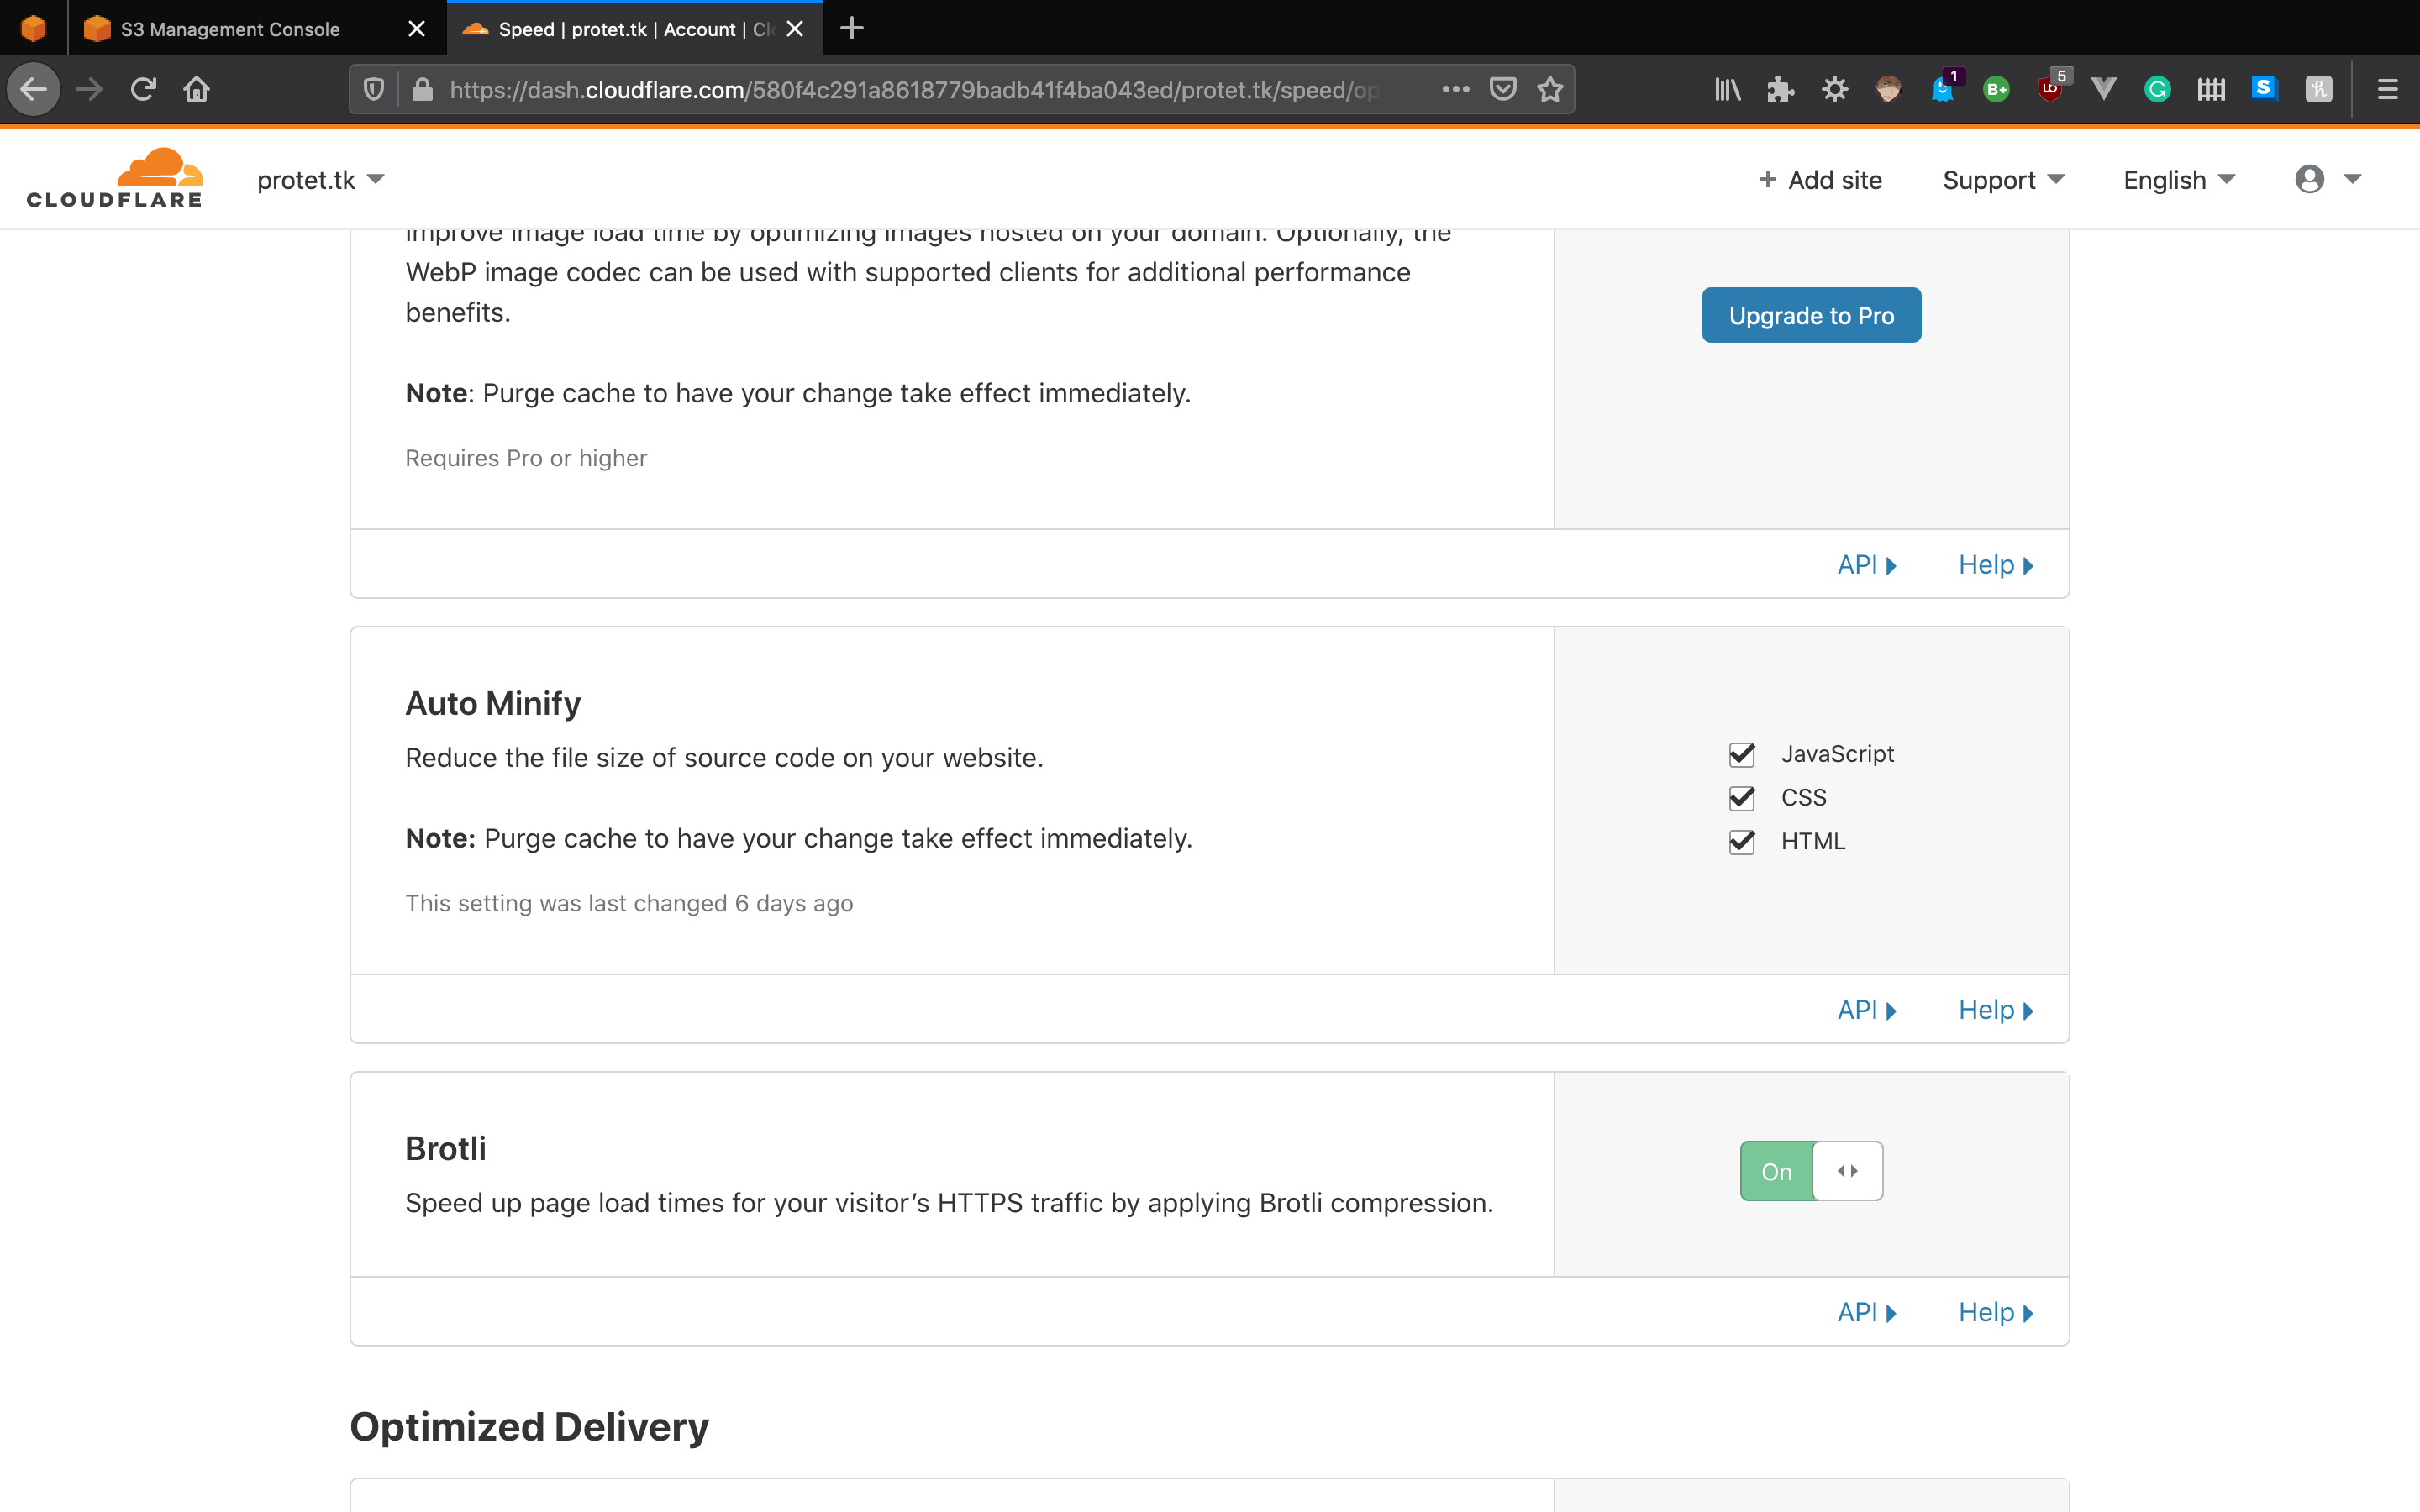 S3 Management Console
Speed | protet.tk | Account | Clo
https://dash.cloudflare.com/580f4c291a8618779badb41f4ba043ed/protet.tk/speed/op
1
B+
5
S
CLOUDFLARE
protet.tk
+ Add site
Support
English
Improve image load time by optimizing images hosted on your domain. Optionally, the
WebP image codec can be used with supported clients for additional performance
benefits.
Upgrade to Pro
Note: Purge cache to have your change take effect immediately.
Requires Pro or higher
API
Help
Auto Minify
Reduce the file size of source code on your website.
Note: Purge cache to have your change take effect immediately.
This setting was last changed 6 days ago
JavaScript
CSS
HTML
API
Help
Brotli
Speed up page load times for your visitor’s HTTPS traffic by applying Brotli compression.
On
API
Help
Optimized Delivery